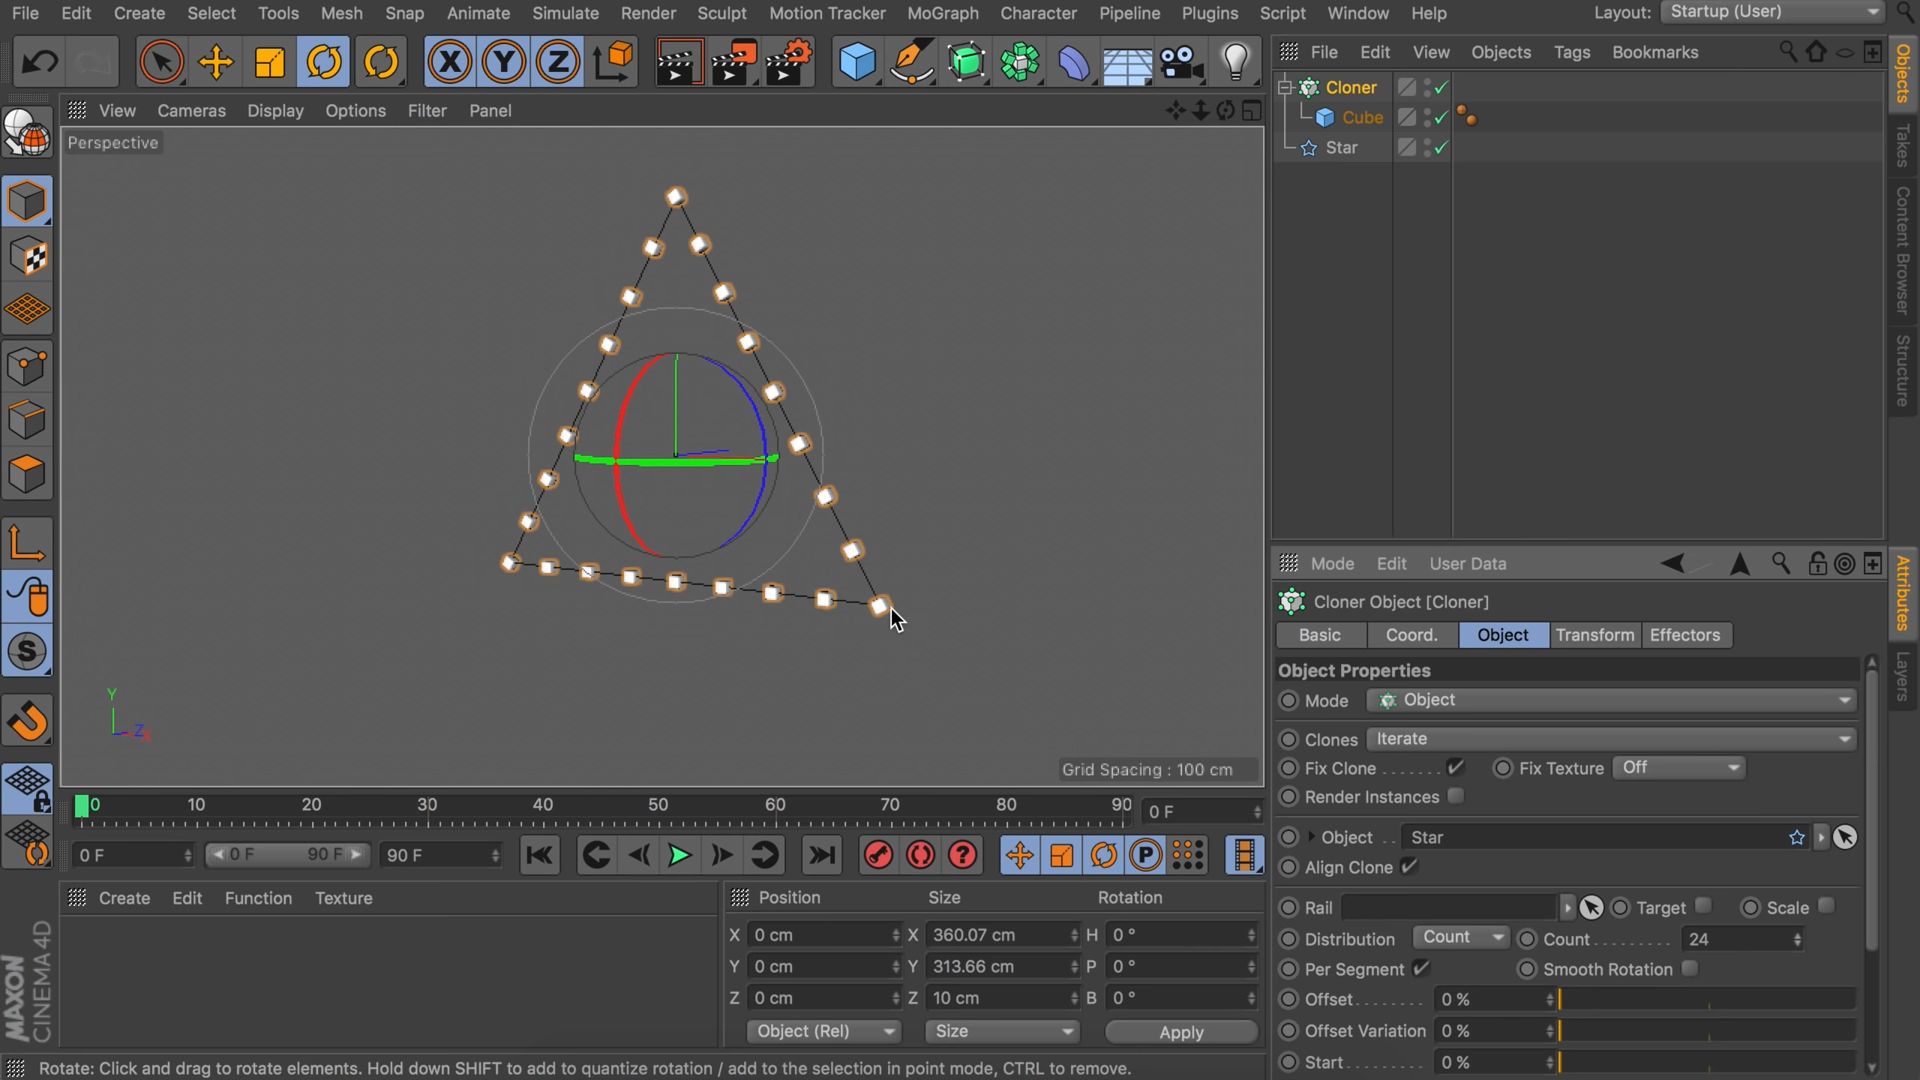 File Edit Create Select Tools Mesh Snap Animate Simulate Render Sculpt Motion Tracker MoGraph Character Pipeline Plugins Script Window Help Layout: Startup (User)
X Y Z
File Edit View Objects Tags Bookmarks
View Cameras Display Options Filter Panel
Perspective
Cloner
Cube
Star
Objects
Takes
Content Browser
Structure
Y
Z
Grid Spacing : 100 cm
0 10 20 30 40 50 60 70 80 90 0 F
0 F 0 F 90 F 90 F
P
S
Create Edit Function Texture
Position Size Rotation
X 0 cm X 360.07 cm H 0 °
Y 0 cm Y 313.66 cm P 0 °
Z 0 cm Z 10 cm B 0 °
Object (Rel) Size Apply
MAXON
CINEMA 4D
Rotate: Click and drag to rotate elements. Hold down SHIFT to add to quantize rotation / add to the selection in point mode, CTRL to remove.
Mode Edit User Data
Attributes
Layers
Cloner Object [Cloner]
Basic Coord. Object Transform Effectors
Object Properties
Mode Object
Clones Iterate
Fix Clone ....... Fix Texture Off
Render Instances
Object .. Star
Align Clone
Rail Target Scale
Distribution Count Count ......... 24
Per Segment Smooth Rotation
Offset ........ 0 %
Offset Variation 0 %
Start ......... 0 %